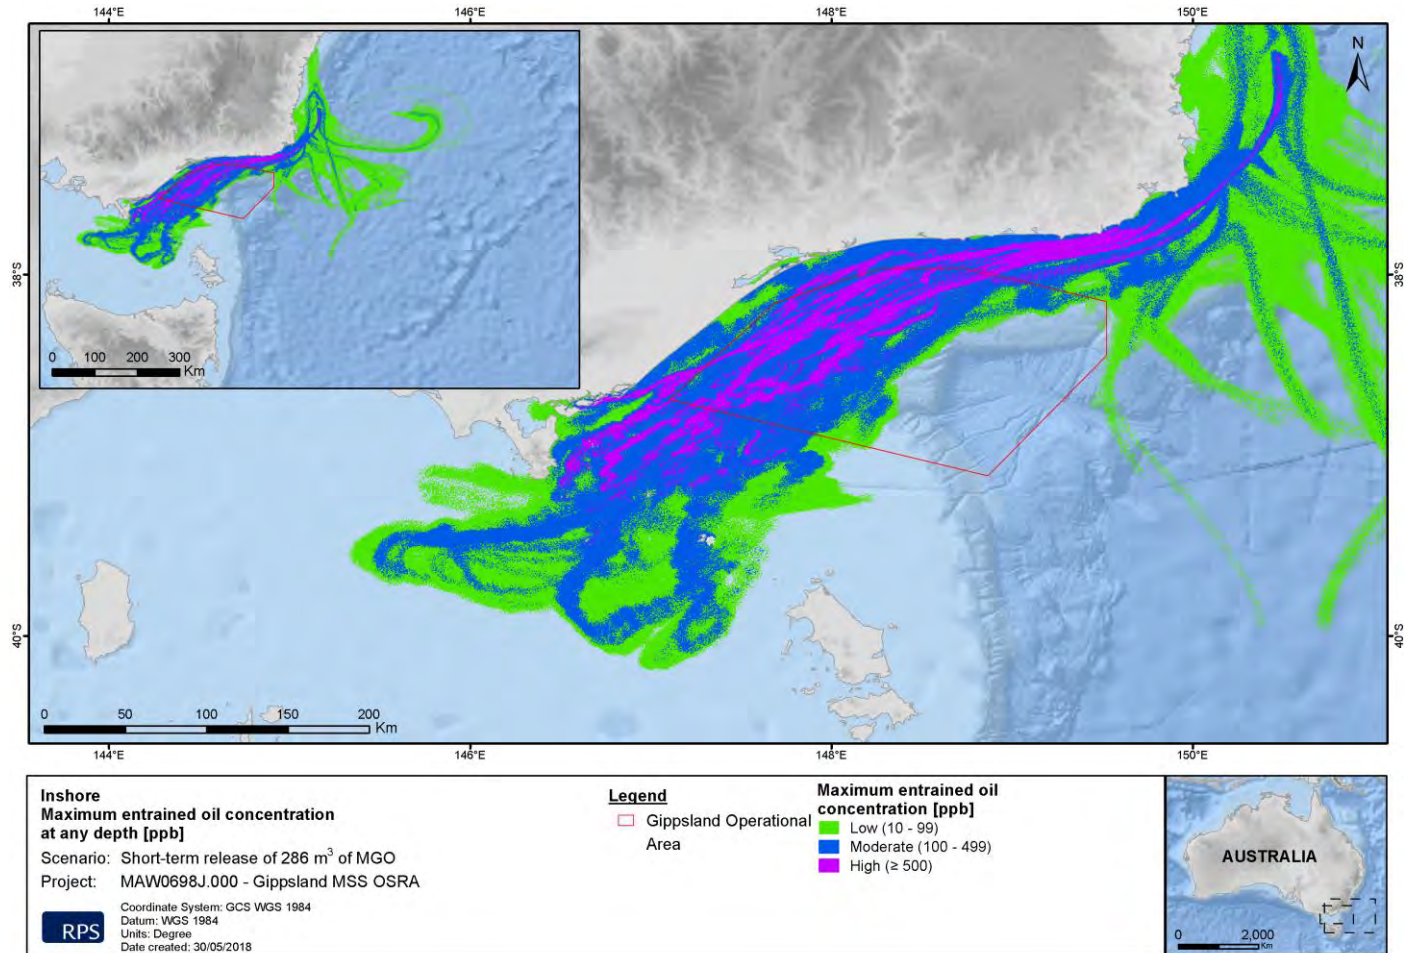 144°E 146°E 148°E 150°E
N
38°S 38°S
0 100 200 300
Km
40°S 40°S
0 50 100 150 200
Km
144°E 146°E 148°E 150°E
Inshore
Maximum entrained oil concentration
at any depth [ppb]
Scenario: Short-term release of 286 m³ of MGO
Project: MAW0698J.000 - Gippsland MSS OSRA
RPS
Coordinate System: GCS WGS 1984
Datum: WGS 1984
Units: Degree
Date created: 30/05/2018
Legend
Gippsland Operational
Area
Maximum entrained oil
concentration [ppb]
Low (10 - 99)
Moderate (100 - 499)
High (≥ 500)
AUSTRALIA
0 2,000
Km